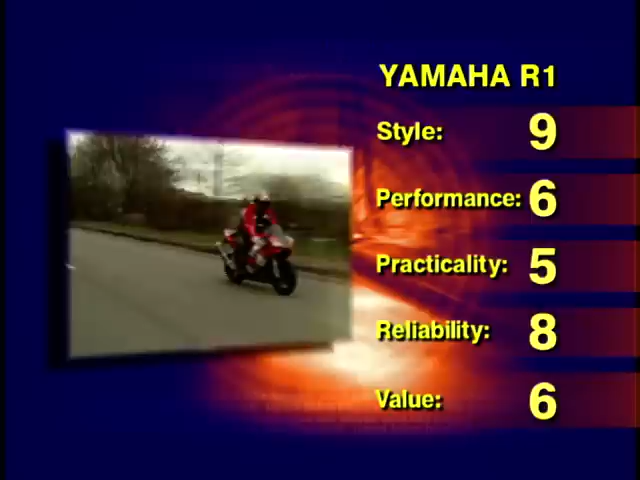 YAMAHA R1
Style: 9
Performance: 6
Practicality: 5
Reliability: 8
Value: 6